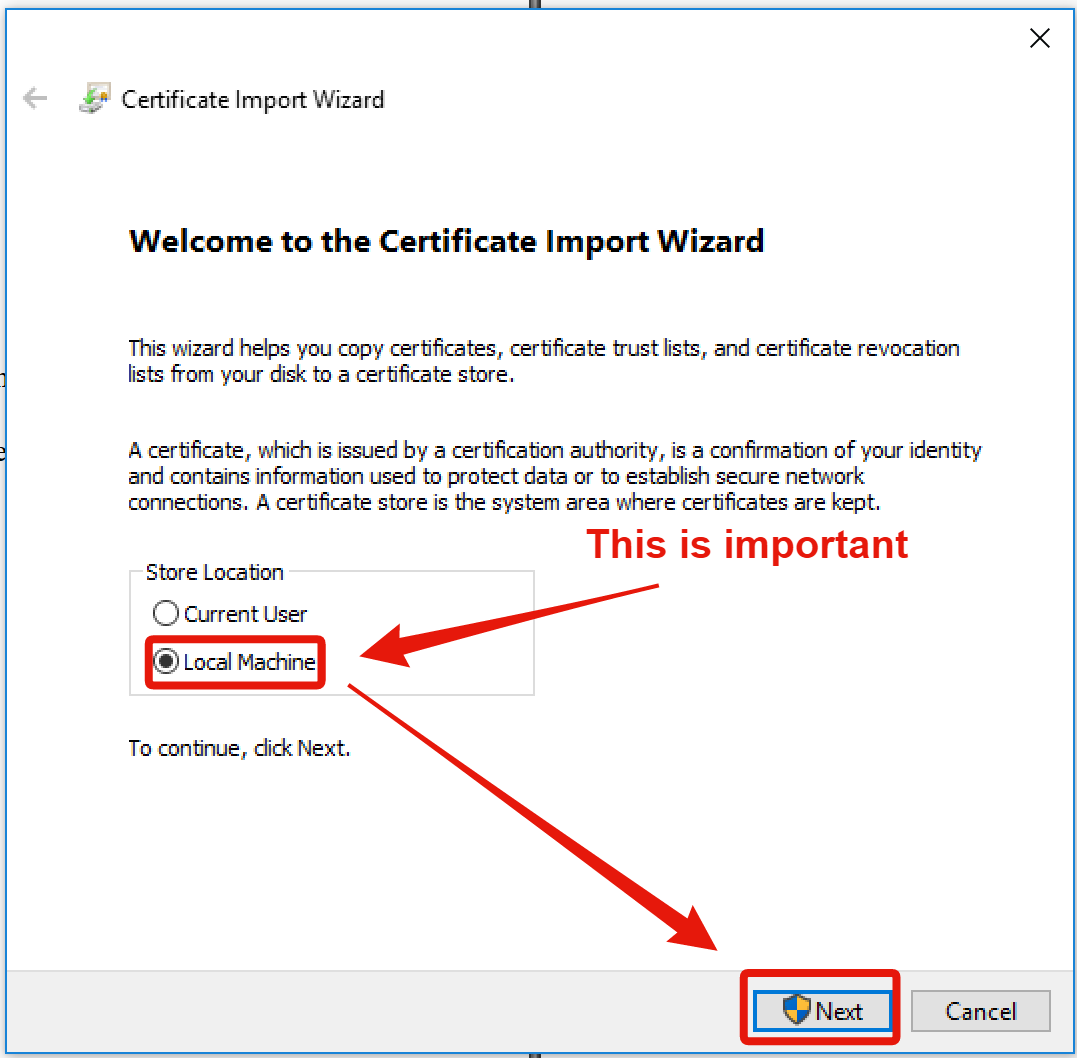 Certificate Import Wizard
Welcome to the Certificate Import Wizard
This wizard helps you copy certificates, certificate trust lists, and certificate revocation
lists from your disk to a certificate store.
A certificate, which is issued by a certification authority, is a confirmation of your identity
and contains information used to protect data or to establish secure network
connections. A certificate store is the system area where certificates are kept.
This is important
Store Location
Current User
Local Machine
To continue, click Next.
Next
Cancel